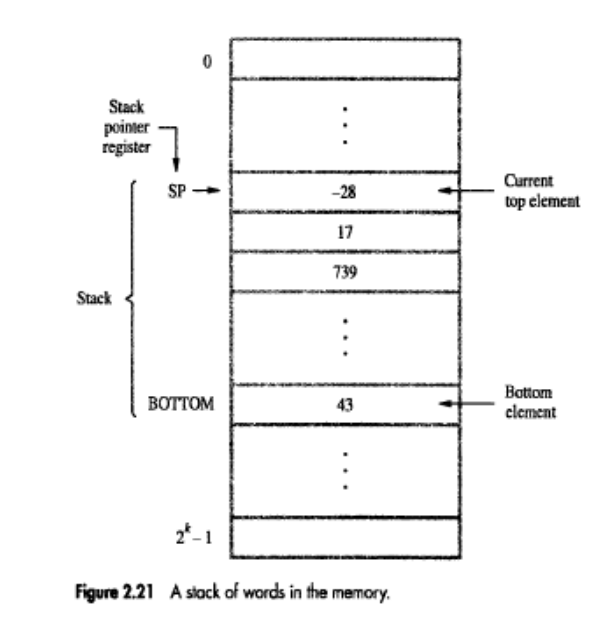 0
Stack
pointer
register
SP
-28
Current
top element
17
739
Stack
BOTTOM
43
Bottom
element
2^k - 1
Figure 2.21 A stack of words in the memory.